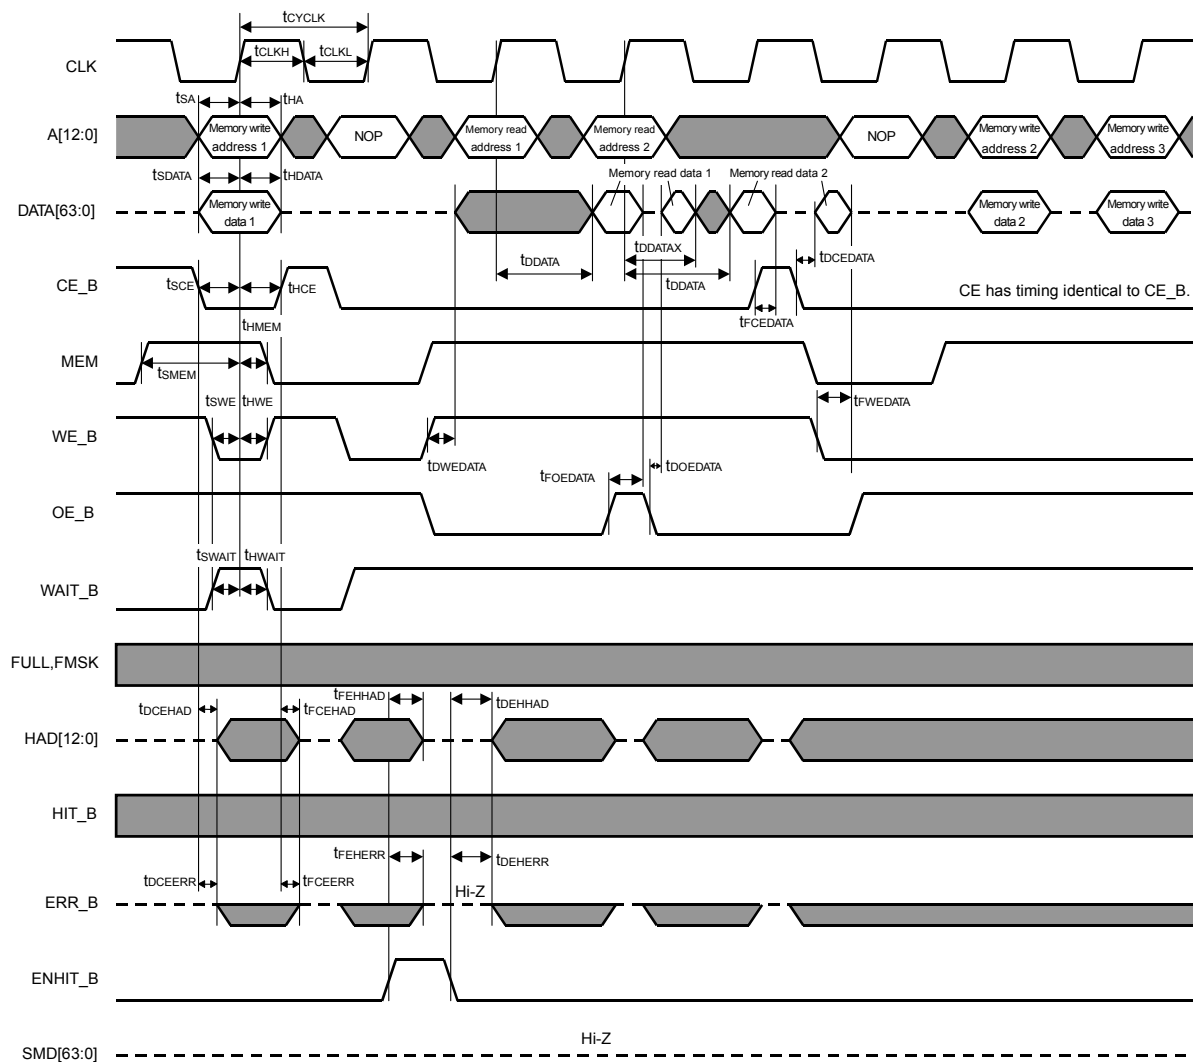 tCYCLK
tCLKH
tCLKL
CLK
tSA
tHA
A[12:0]
Memory write
address 1
NOP
Memory read
address 1
Memory read
address 2
NOP
Memory write
address 2
Memory write
address 3
tSDATA
tHDATA
Memory read data 1
Memory read data 2
DATA[63:0]
Memory write
data 1
Memory write
data 2
Memory write
data 3
tDDATA
tDDATAX
tDDATA
tDCEDATA
CE_B
tSCE
tHCE
tFCEDATA
CE has timing identical to CE_B.
MEM
tHMEM
tSMEM
tFWEDATA
WE_B
tSWE
tHWE
tDWEDATA
tFOEDATA
tDOEDATA
OE_B
tSWAIT
tHWAIT
WAIT_B
FULL,FMSK
tDCEHAD
tFCEHAD
tFEHHAD
tDEHHAD
HAD[12:0]
HIT_B
tFEHERR
tDEHERR
tDCEERR
tFCEERR
Hi-Z
ERR_B
ENHIT_B
Hi-Z
SMD[63:0]